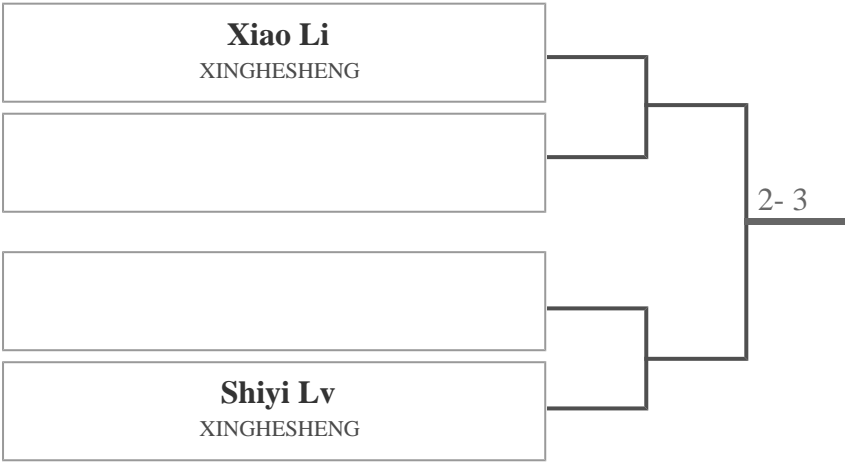 Xiao Li
XINGHESHENG
2- 3
Shiyi Lv
XINGHESHENG